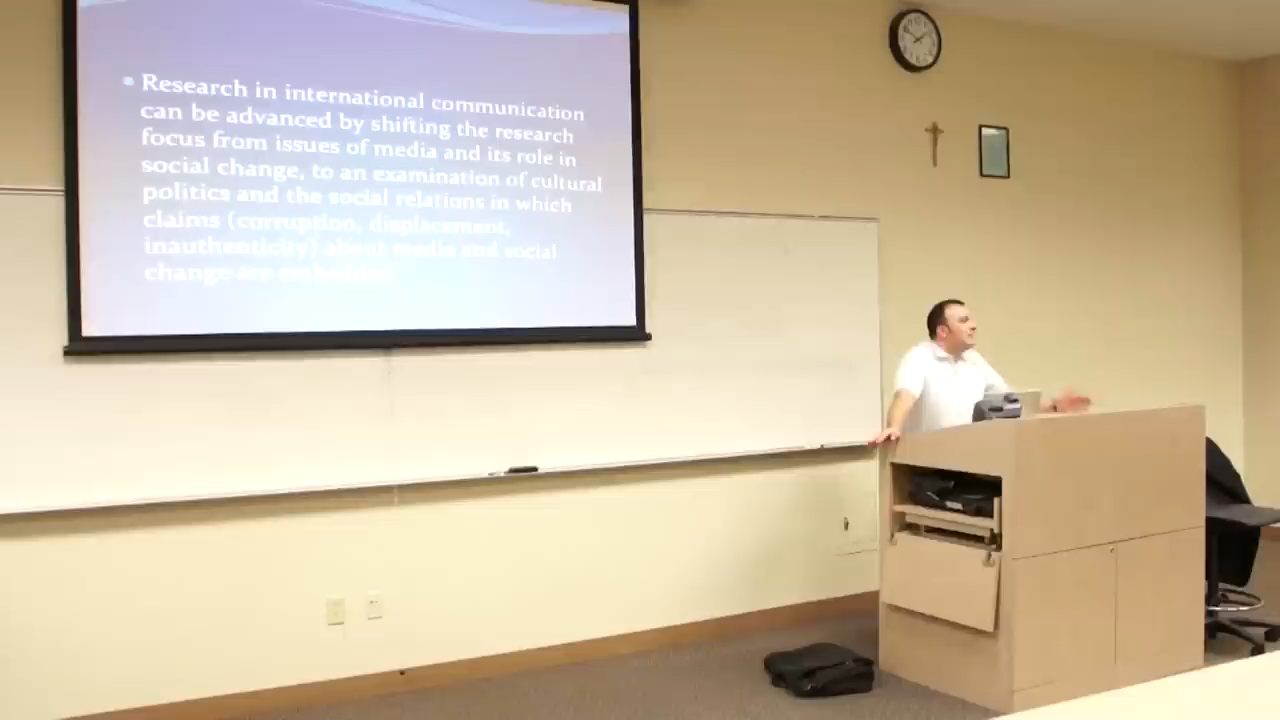 Research in international communication
can be advanced by shifting the research
focus from issues of media and its role in
social change, to an examination of cultural
politics and the social relations in which
claims (corruption, displacement,
inauthenticity) about media and social
change are embedded